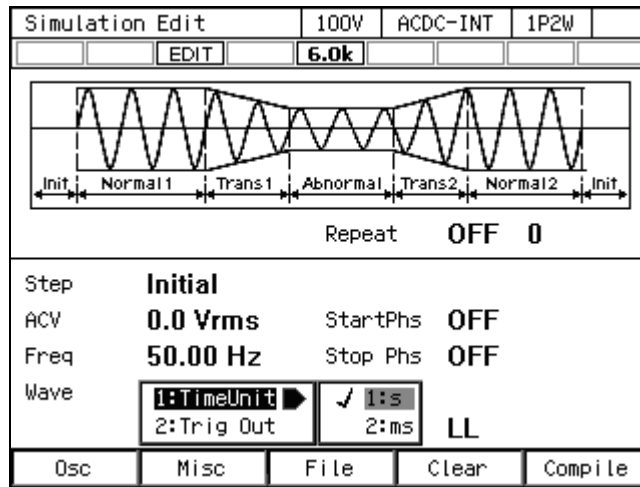 Simulation Edit 100V ACDC-INT 1P2W
EDIT 6.0k
Init Normal1 Trans1 Abnormal Trans2 Normal2 Init
Repeat OFF 0
Step Initial
ACV 0.0 Vrms StartPhs OFF
Freq 50.00 Hz Stop Phs OFF
Wave 1:TimeUnit ✓ 1:s
2:Trig Out 2:ms LL
Osc Misc File Clear Compile